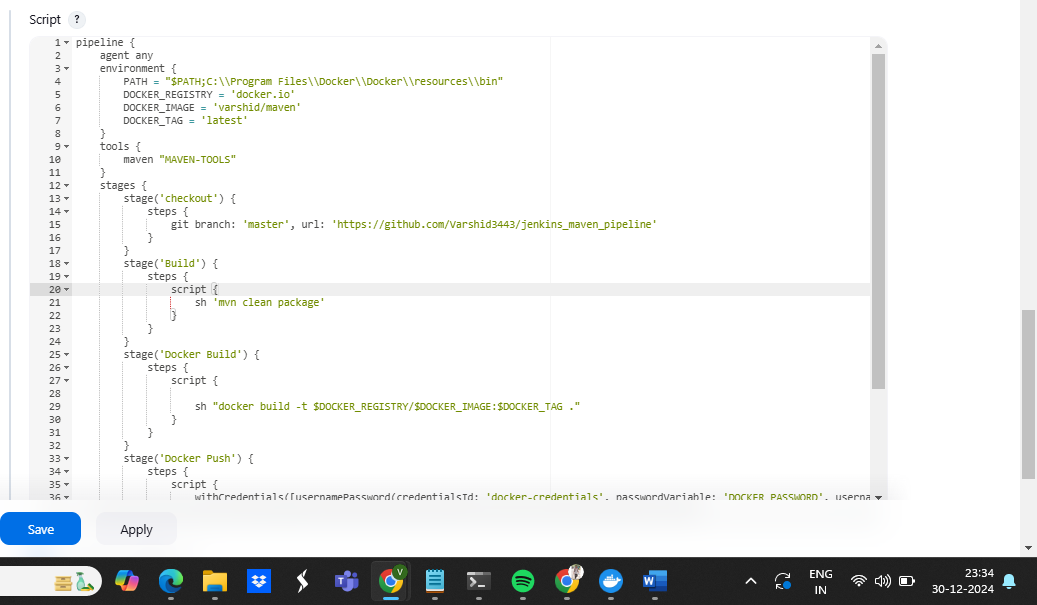 Script ?
1 pipeline {
2 agent any
3 environment {
4 PATH = "$PATH;C:\\Program Files\\Docker\\Docker\\resources\\bin"
5 DOCKER_REGISTRY = 'docker.io'
6 DOCKER_IMAGE = 'varshid/maven'
7 DOCKER_TAG = 'latest'
8 }
9 tools {
10 maven "MAVEN-TOOLS"
11 }
12 stages {
13 stage('checkout') {
14 steps {
15 git branch: 'master', url: 'https://github.com/Varshid3443/jenkins_maven_pipeline'
16 }
17 }
18 stage('Build') {
19 steps {
20 script {
21 sh 'mvn clean package'
22 }
23 }
24 }
25 stage('Docker Build') {
26 steps {
27 script {
28
29 sh "docker build -t $DOCKER_REGISTRY/$DOCKER_IMAGE:$DOCKER_TAG ."
30 }
31 }
32 }
33 stage('Docker Push') {
34 steps {
35 script {
36 withCredentials([usernamePassword(credentialsId: 'docker-credentials', passwordVariable: 'DOCKER_PASSWORD', userna
Save Apply
V
W
ENG
IN
23:34
30-12-2024